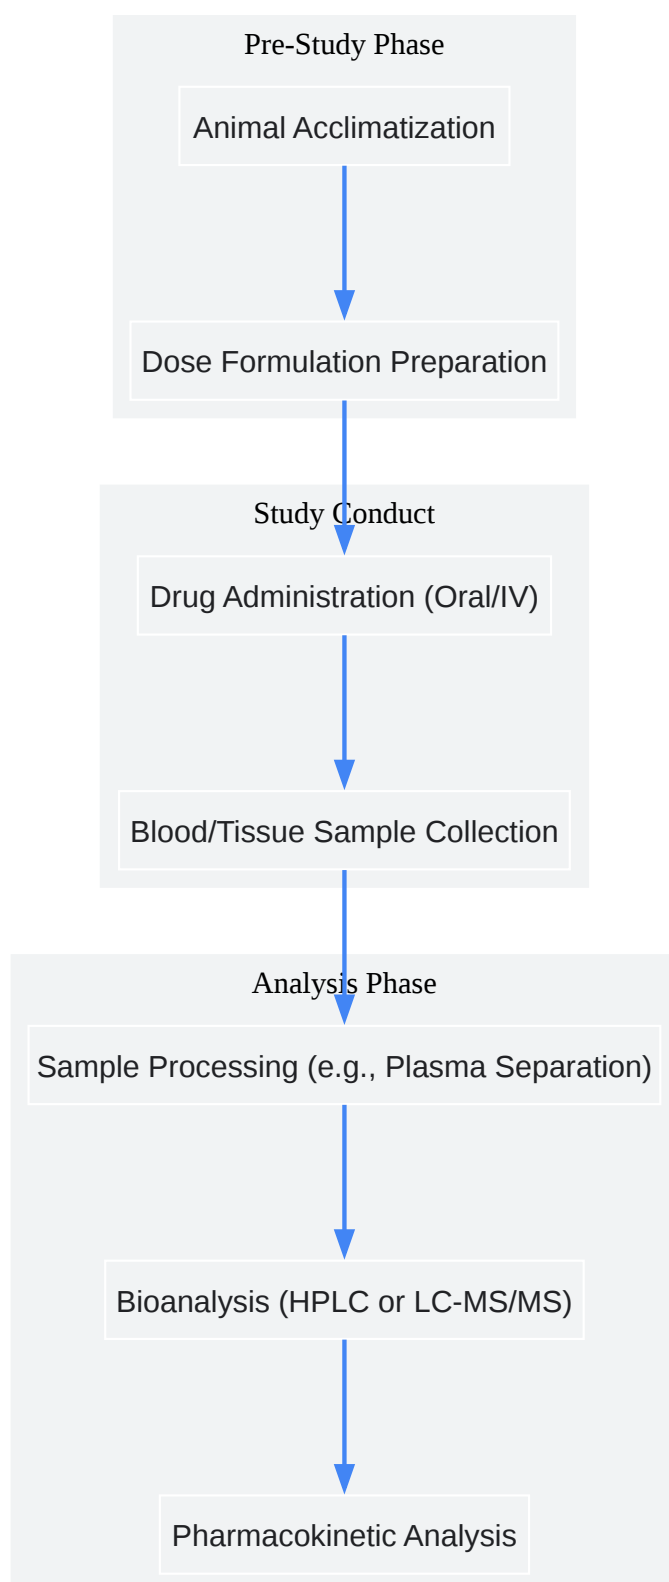 Pre-Study Phase
Animal Acclimatization
Dose Formulation Preparation
Study Conduct
Drug Administration (Oral/IV)
Blood/Tissue Sample Collection
Analysis Phase
Sample Processing (e.g., Plasma Separation)
Bioanalysis (HPLC or LC-MS/MS)
Pharmacokinetic Analysis